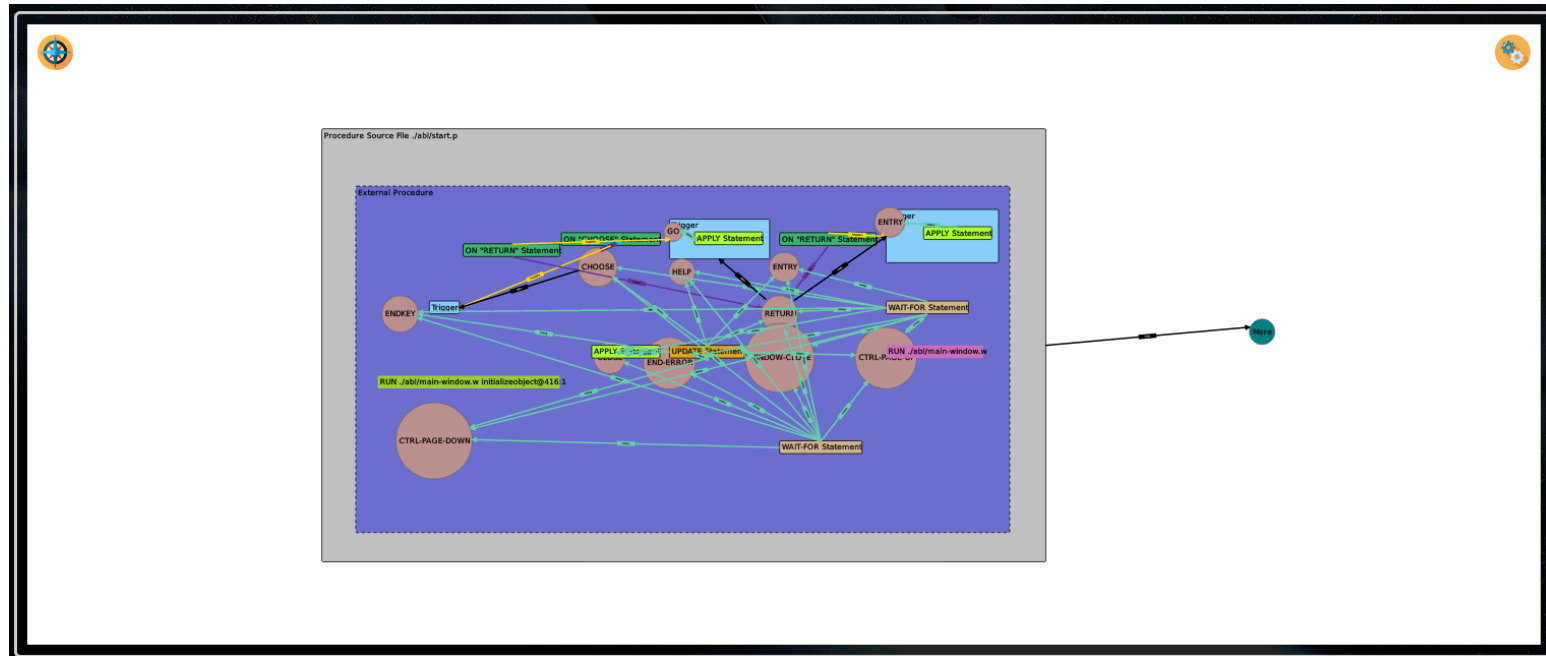 Procedure Source File ./abl/start.p
External Procedure
ENTRY
GO
APPLY Statement
APPLY Statement
ON "CHOOSE" Statement
ON "RETURN" Statement
ON "RETURN" Statement
CHOOSE
HELP
ENTRY
Trigger
ENDKEY
RETURN
WAIT-FOR Statement
More
APPLY Statement
UPDATE Statement
RUN ./abl/main-window.w
END-ERROR
RUN ./abl/main-window.w initializeobject@416:1
CTRL-PAGE-DOWN
WAIT-FOR Statement